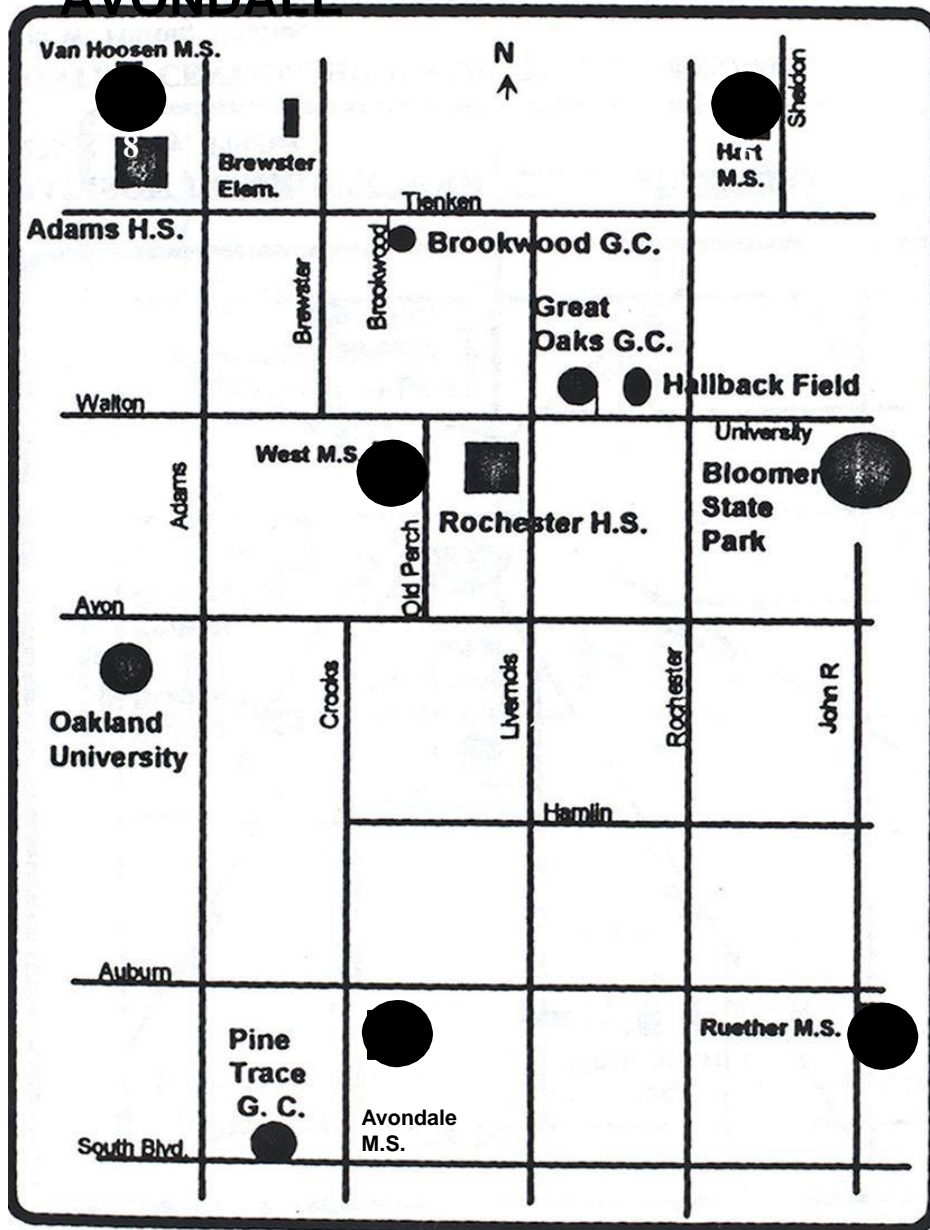 AVONDALE
Van Hoosen M.S.
N
Sheldon
8
Brewster
Elem.
Hart
M.S.
Tienken
Adams H.S.
Brookwood
Brookwood G.C.
Brewster
Great
Oaks G.C.
Hallback Field
Walton
University
West M.S.
Bloomer
State
Park
Adams
Rochester H.S.
Old Perch
Avon
Crooks
Livernois
Rochester
John R
Oakland
University
Hamlin
Auburn
Ruether M.S.
Pine
Trace
G. C.
Avondale
M.S.
South Blvd.